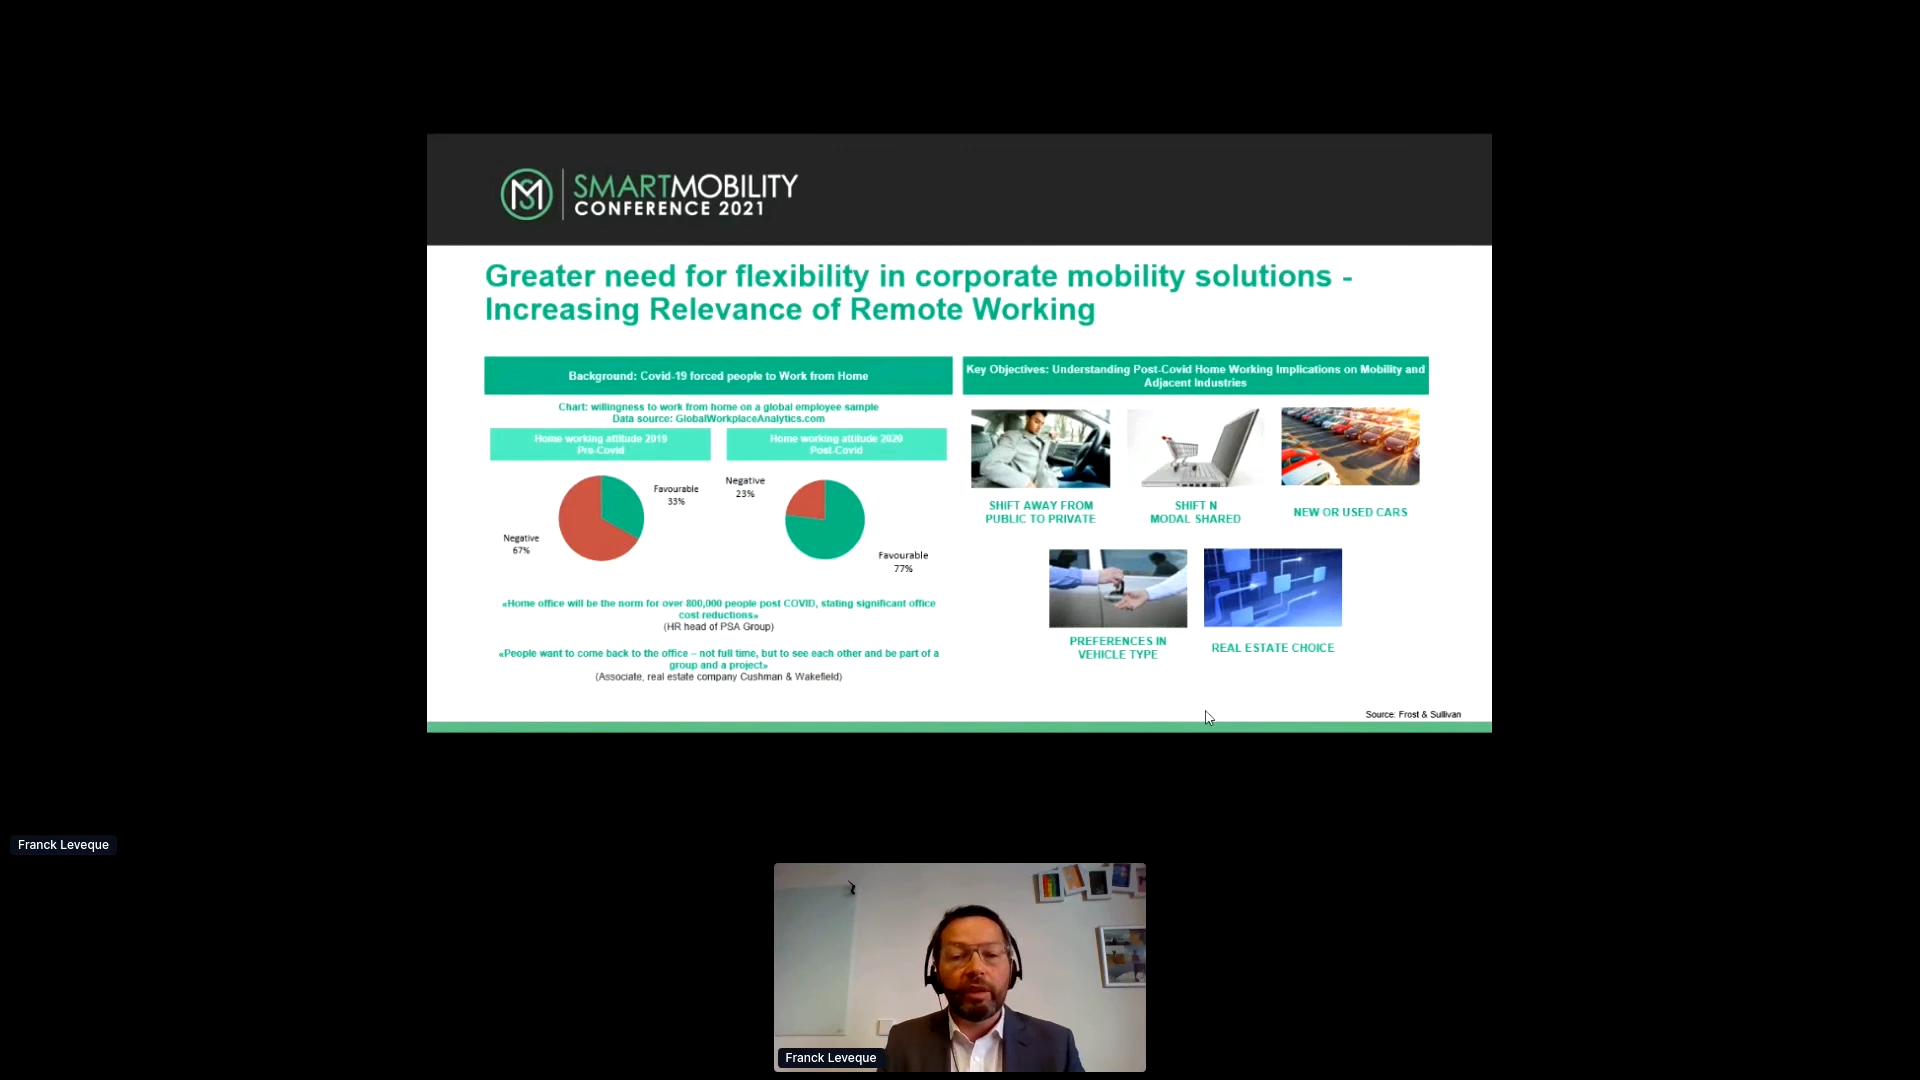 SMARTMOBILITY
CONFERENCE 2021
Greater need for flexibility in corporate mobility solutions -
Increasing Relevance of Remote Working
Background: Covid-19 forced people to Work from Home
Chart: willingness to work from home on a global employee sample
Data source: GlobalWorkplaceAnalytics.com
Home working attitude 2019
Pre-Covid
Home working attitude 2020
Post-Covid
Favourable
33%
Negative
67%
Negative
23%
Favourable
77%
«Home office will be the norm for over 800,000 people post COVID, stating significant office
cost reductions»
(HR head of PSA Group)
«People want to come back to the office – not full time, but to see each other and be part of a
group and a project»
(Associate, real estate company Cushman & Wakefield)
Key Objectives: Understanding Post-Covid Home Working Implications on Mobility and
Adjacent Industries
SHIFT AWAY FROM
PUBLIC TO PRIVATE
SHIFT N
MODAL SHARED
NEW OR USED CARS
PREFERENCES IN
VEHICLE TYPE
REAL ESTATE CHOICE
Source: Frost & Sullivan
Franck Leveque
Franck Leveque